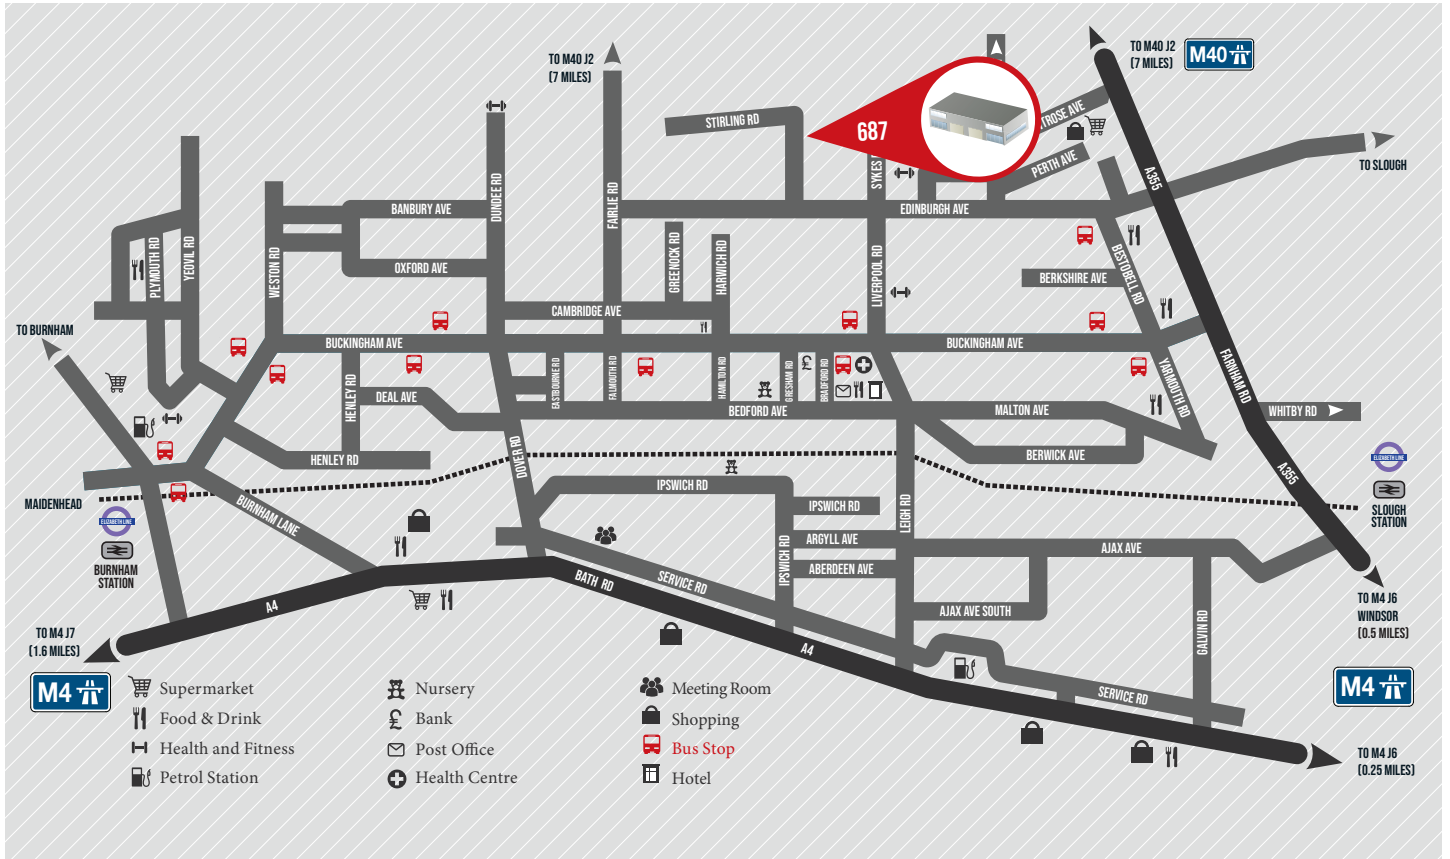 TO M40 J2
(7 MILES)
TO M40 J2
(7 MILES)
M40
STIRLING RD
687
TROSE AVE
PERTH AVE
SYKES
A355
TO SLOUGH
DUNDEE RD
FAIRLIE RD
BANBURY AVE
EDINBURGH AVE
PLYMOUTH RD
YEOVIL RD
WESTON RD
OXFORD AVE
GREENOCK RD
HARWICH RD
LIVERPOOL RD
BERKSHIRE AVE
BESTOBELL RD
CAMBRIDGE AVE
TO BURNHAM
BUCKINGHAM AVE
BUCKINGHAM AVE
HENLEY RD
DEAL AVE
EASTBOURNE RD
FALMOUTH RD
HAMILTON RD
GRESHAM RD
BRADFORD RD
YARMOUTH RD
FARNHAM RD
BEDFORD AVE
MALTON AVE
WHITBY RD
HENLEY RD
DOVER RD
BERWICK AVE
A355
ELIZABETH LINE
SLOUGH
STATION
MAIDENHEAD
ELIZABETH LINE
BURNHAM
STATION
BURNHAM LANE
IPSWICH RD
IPSWICH RD
LEIGH RD
ARGYLL AVE
IPSWICH RD
ABERDEEN AVE
AJAX AVE
SERVICE RD
BATH RD
A4
AJAX AVE SOUTH
GALVIN RD
TO M4 J6
WINDSOR
(0.5 MILES)
TO M4 J7
(1.6 MILES)
M4
A4
SERVICE RD
M4
TO M4 J6
(0.25 MILES)
Supermarket
Food & Drink
Health and Fitness
Petrol Station
Nursery
£ Bank
Post Office
Health Centre
Meeting Room
Shopping
Bus Stop
Hotel